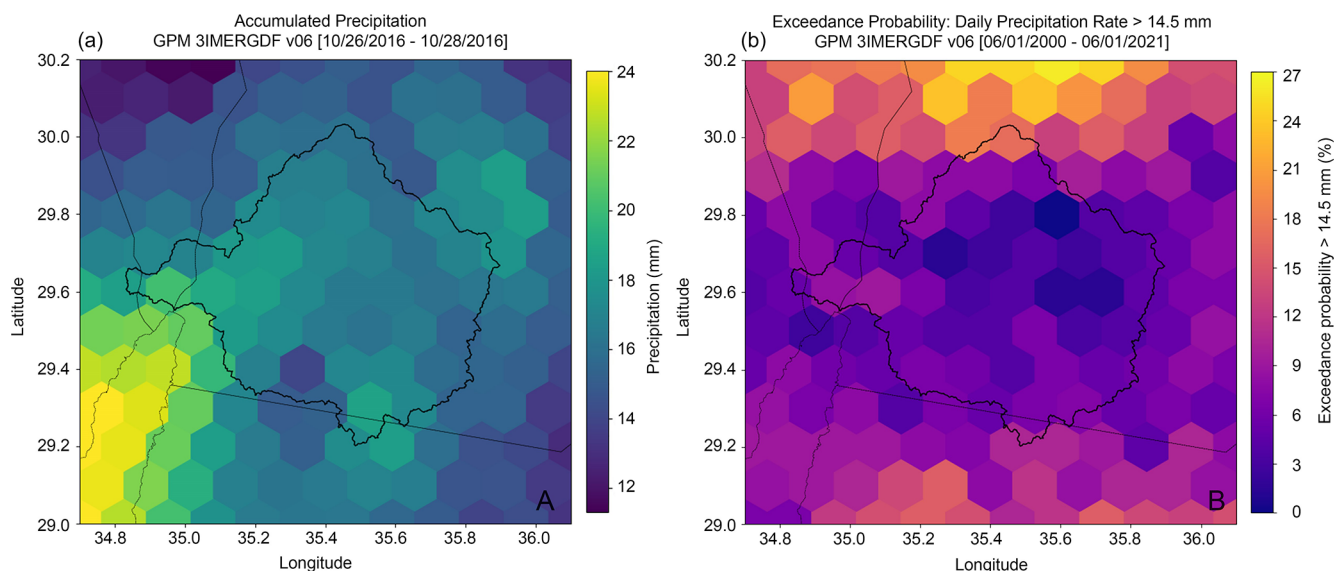 Accumulated Precipitation
(a) GPM 3IMERGDF v06 [10/26/2016 - 10/28/2016]
30.2
30.0
29.8
29.6
29.4
29.2
29.0
Latitude
34.8 35.0 35.2 35.4 35.6 35.8 36.0
Longitude
A
24
22
20
18
16
14
12
Precipitation (mm)
Exceedance Probability: Daily Precipitation Rate > 14.5 mm
(b) GPM 3IMERGDF v06 [06/01/2000 - 06/01/2021]
30.2
30.0
29.8
29.6
29.4
29.2
29.0
Latitude
34.8 35.0 35.2 35.4 35.6 35.8 36.0
Longitude
B
27
24
21
18
15
12
9
6
3
0
Exceedance probability > 14.5 mm (%)